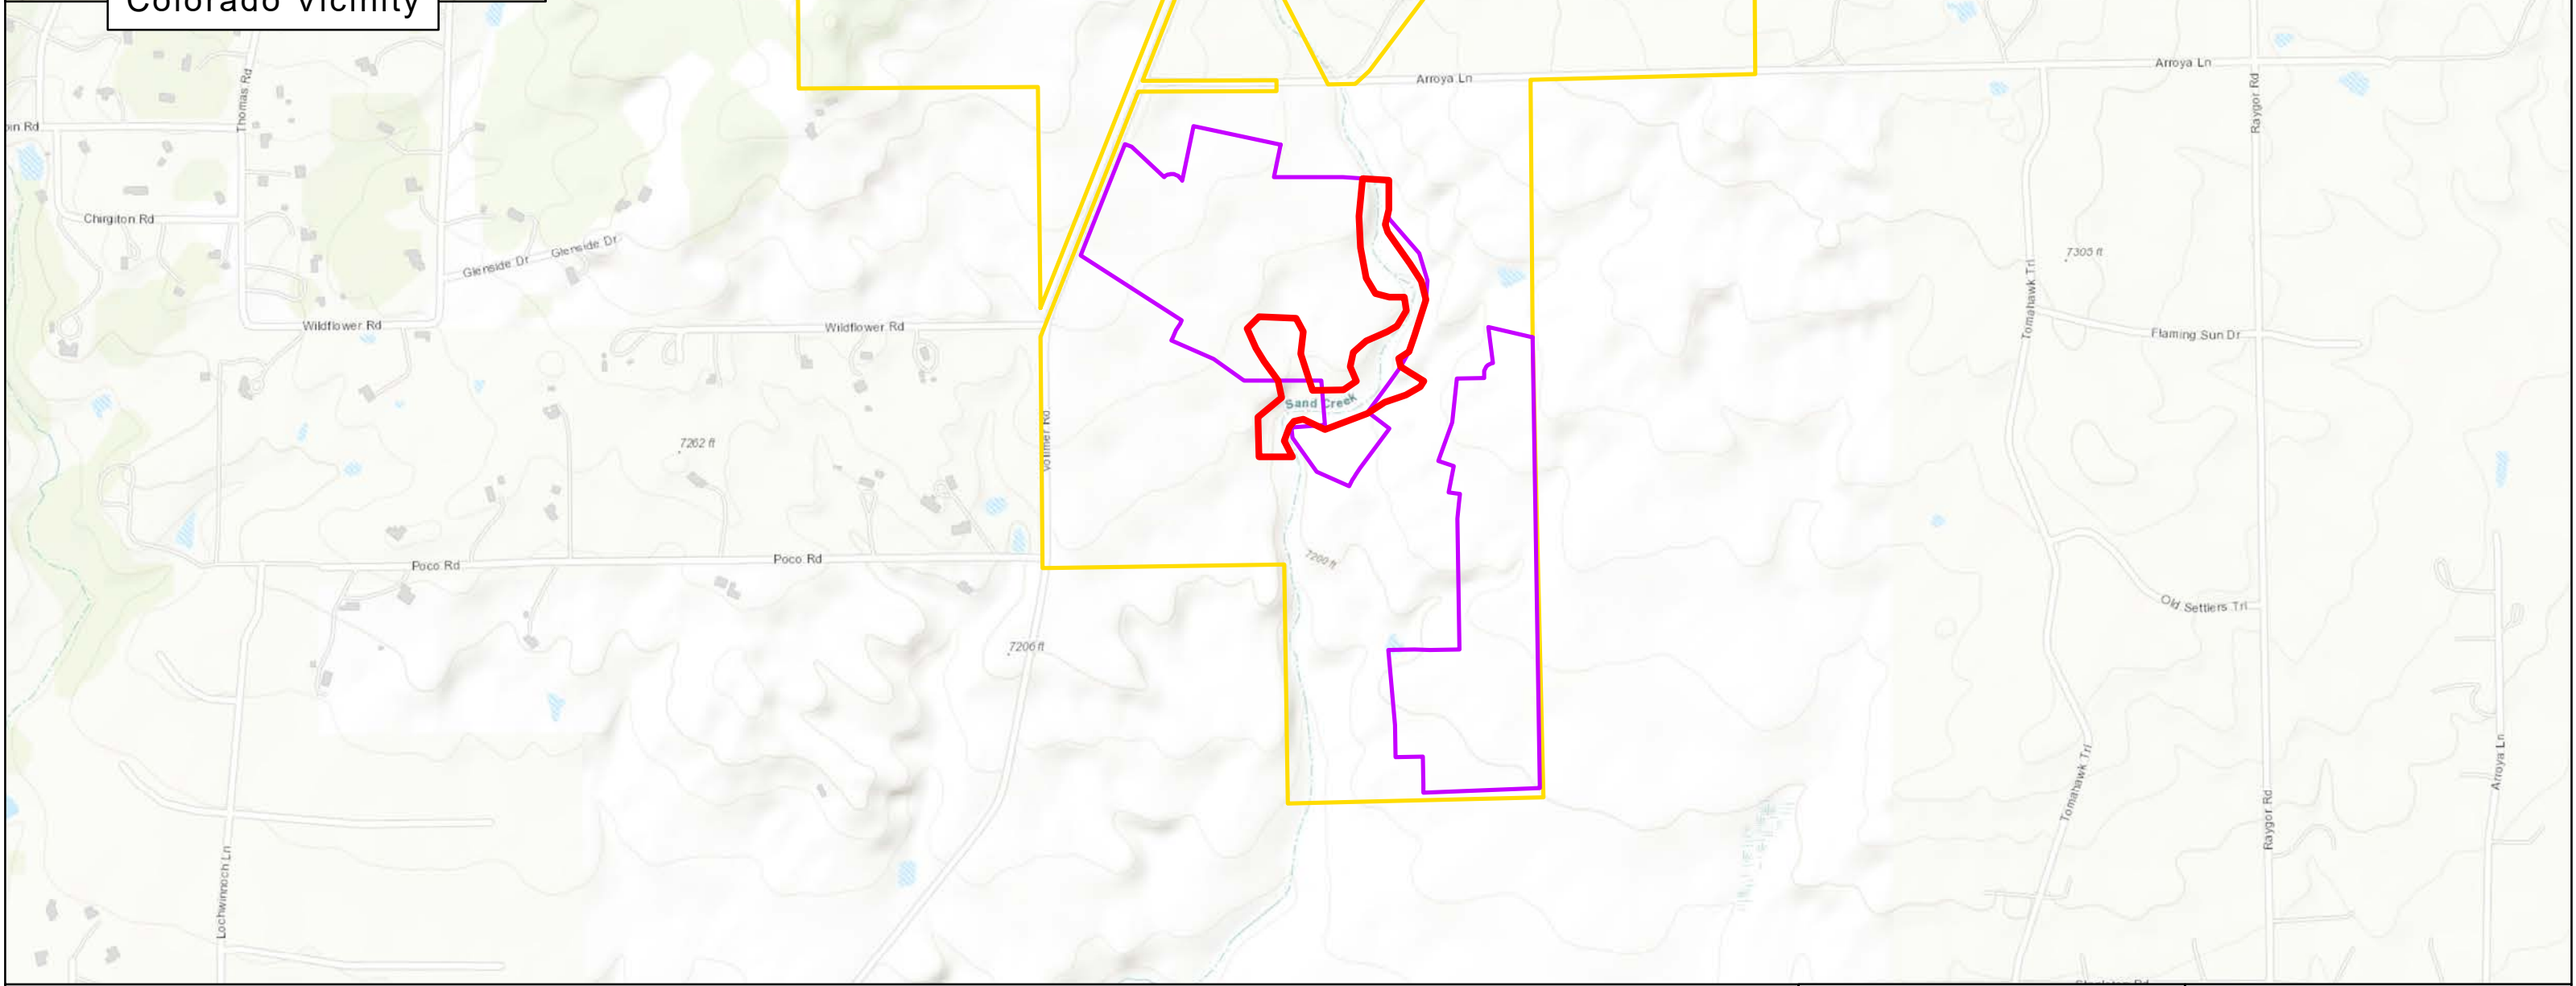 Colorado Vicinity
Arroya Ln
Arroya Ln
Thomas Rd
Raygor Rd
Rd
Chirgiton Rd
Glenside Dr
Glenside Dr
7305 ft
Tomahawk Trl
Wildflower Rd
Wildflower Rd
Flaming Sun Dr
Sand Creek
Vollmer Rd
7262 ft
7200 ft
Poco Rd
Poco Rd
Old Settlers Trl
7206 ft
Arroya Ln
Tomahawk Trl
Raygor Rd
Lochwinnoch Ln